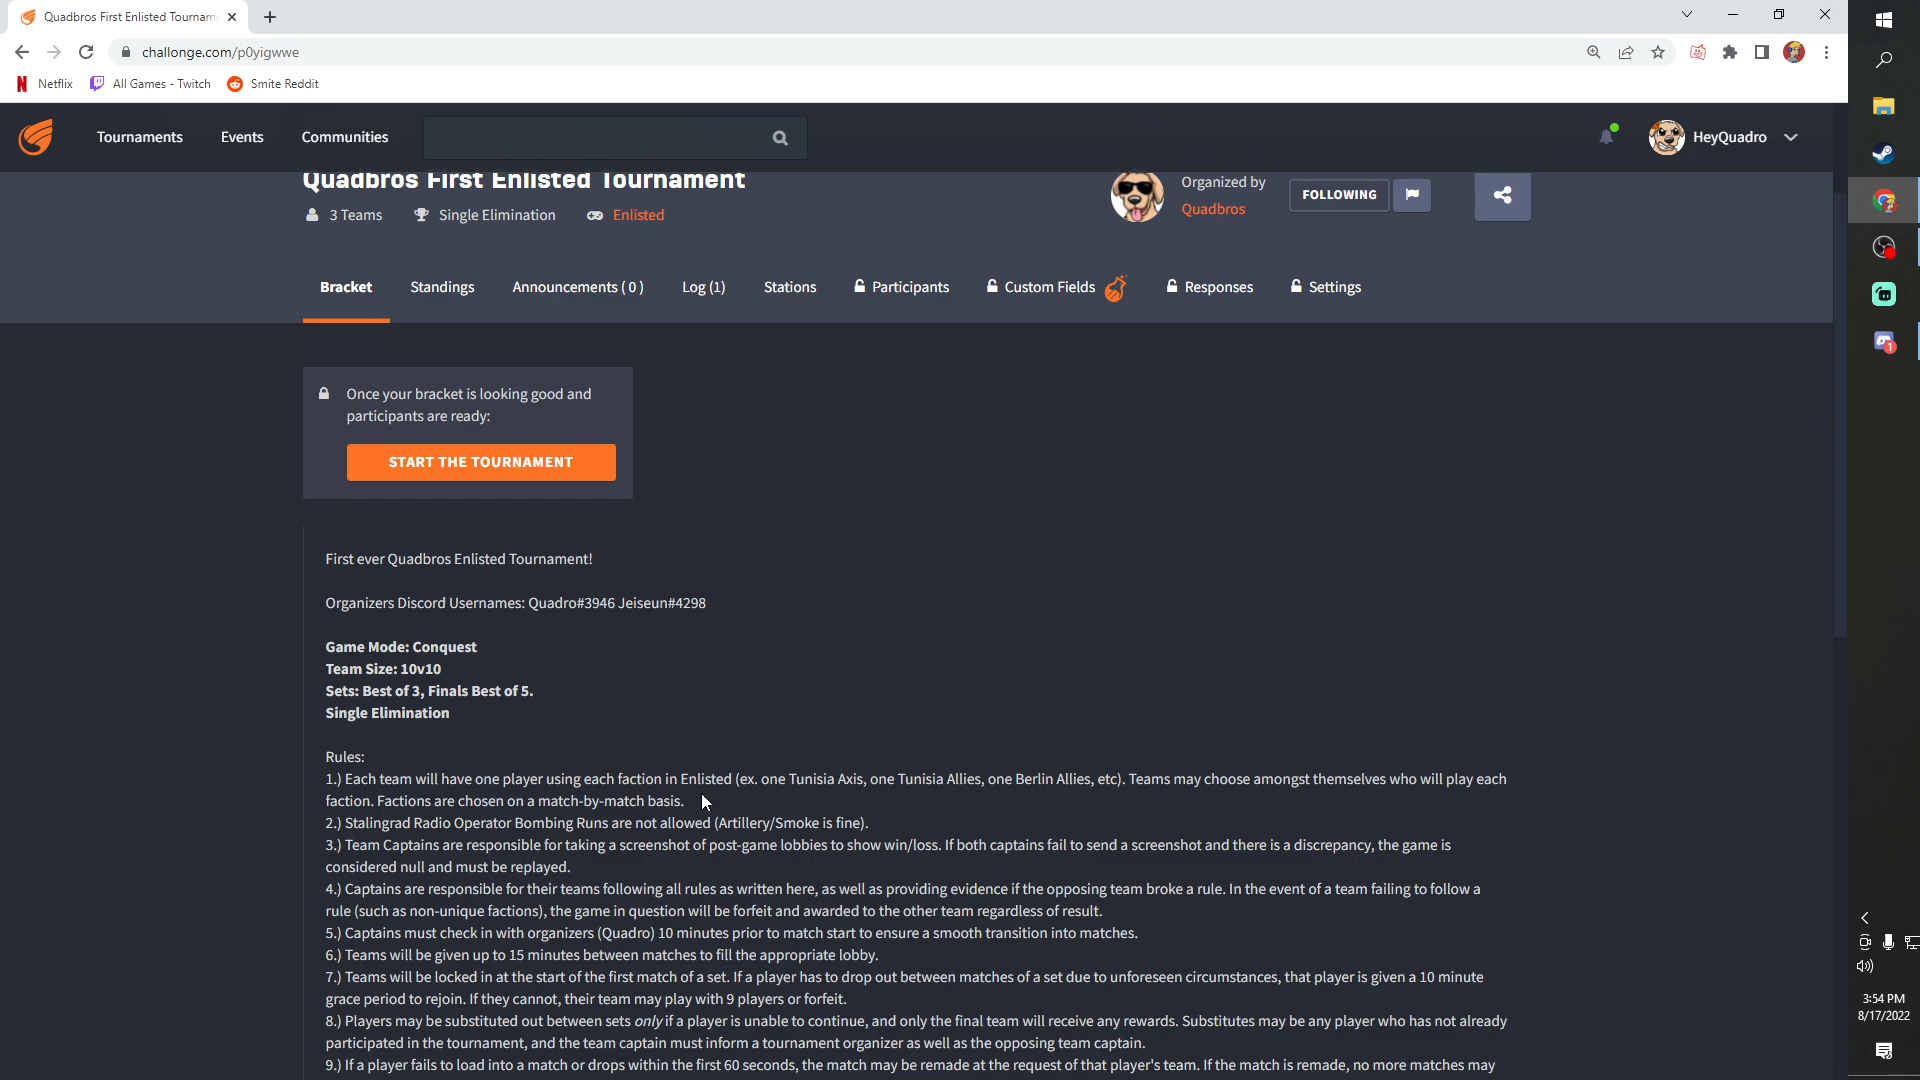 Quadbros First Enlisted Tournam
challonge.com/p0yigwwe
Netflix
All Games - Twitch
Smite Reddit
Tournaments
Events
Communities
HeyQuadro
Quadbros First Enlisted Tournament
3 Teams
Single Elimination
Enlisted
Organized by
Quadbros
FOLLOWING
Bracket
Standings
Announcements ( 0 )
Log (1)
Stations
Participants
Custom Fields
Responses
Settings
Once your bracket is looking good and
participants are ready:
START THE TOURNAMENT
First ever Quadbros Enlisted Tournament!
Organizers Discord Usernames: Quadro#3946 Jeiseun#4298
Game Mode: Conquest
Team Size: 10v10
Sets: Best of 3, Finals Best of 5.
Single Elimination
Rules:
1.) Each team will have one player using each faction in Enlisted (ex. one Tunisia Axis, one Tunisia Allies, one Berlin Allies, etc). Teams may choose amongst themselves who will play each
faction. Factions are chosen on a match-by-match basis.
2.) Stalingrad Radio Operator Bombing Runs are not allowed (Artillery/Smoke is fine).
3.) Team Captains are responsible for taking a screenshot of post-game lobbies to show win/loss. If both captains fail to send a screenshot and there is a discrepancy, the game is
considered null and must be replayed.
4.) Captains are responsible for their teams following all rules as written here, as well as providing evidence if the opposing team broke a rule. In the event of a team failing to follow a
rule (such as non-unique factions), the game in question will be forfeit and awarded to the other team regardless of result.
5.) Captains must check in with organizers (Quadro) 10 minutes prior to match start to ensure a smooth transition into matches.
6.) Teams will be given up to 15 minutes between matches to fill the appropriate lobby.
7.) Teams will be locked in at the start of the first match of a set. If a player has to drop out between matches of a set due to unforeseen circumstances, that player is given a 10 minute
grace period to rejoin. If they cannot, their team may play with 9 players or forfeit.
8.) Players may be substituted out between sets only if a player is unable to continue, and only the final team will receive any rewards. Substitutes may be any player who has not already
participated in the tournament, and the team captain must inform a tournament organizer as well as the opposing team captain.
9.) If a player fails to load into a match or drops within the first 60 seconds, the match may be remade at the request of that player's team. If the match is remade, no more matches may
1
3:54 PM
8/17/2022